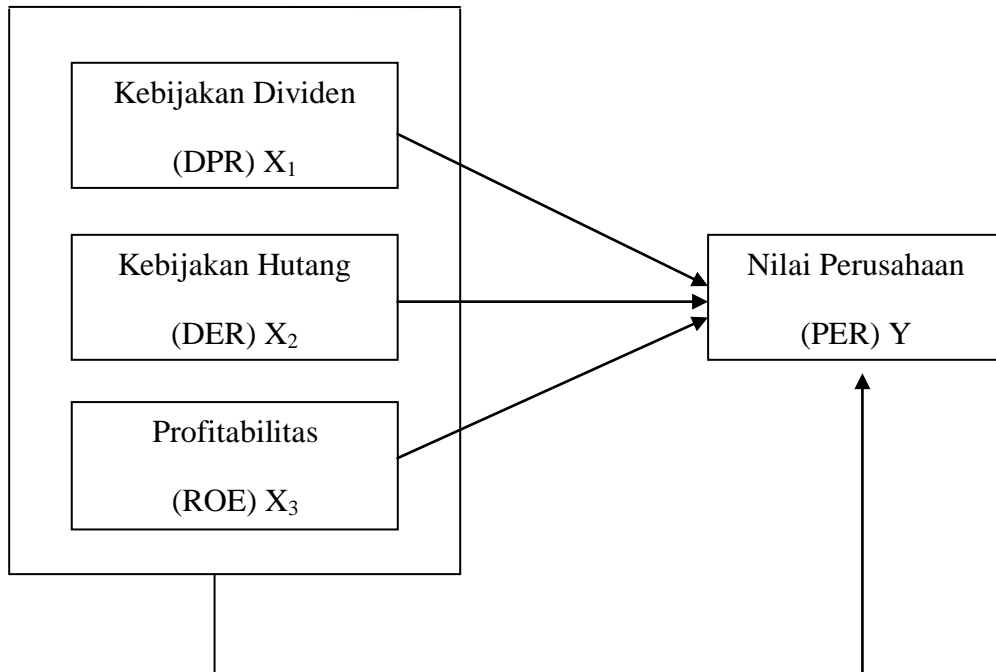 Kebijakan Dividen
(DPR) X₁
Kebijakan Hutang
(DER) X₂
Profitabilitas
(ROE) X₃
Nilai Perusahaan
(PER) Y